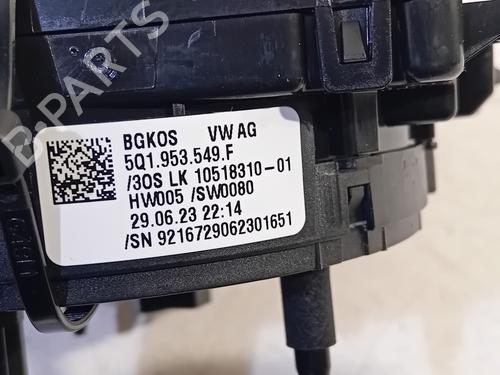 B-PARTS
BGKOS VW AG
5Q1.953.549.F
/3OS LK 10518310-01
HW005 /SW0080
29.06.23 22:14
/SN 9216729062301651